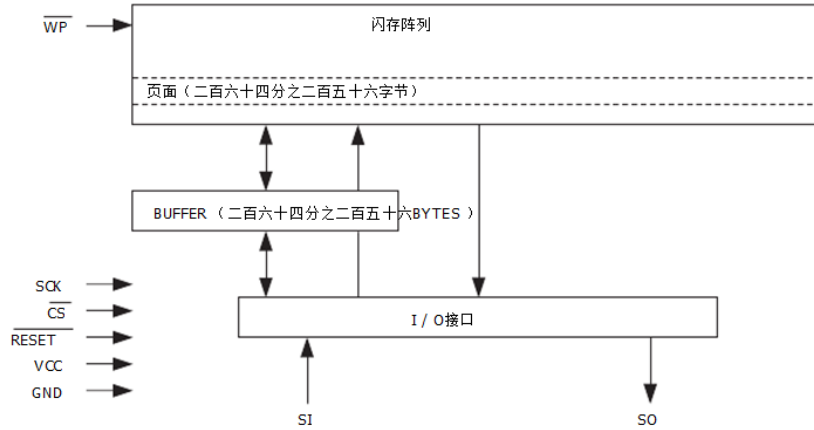 WP
闪存阵列
页面（二百六十四分之二百五十六字节）
BUFFER（二百六十四分之二百五十六BYTES）
SCK
CS
I / O接口
RESET
VCC
GND
SI
SO